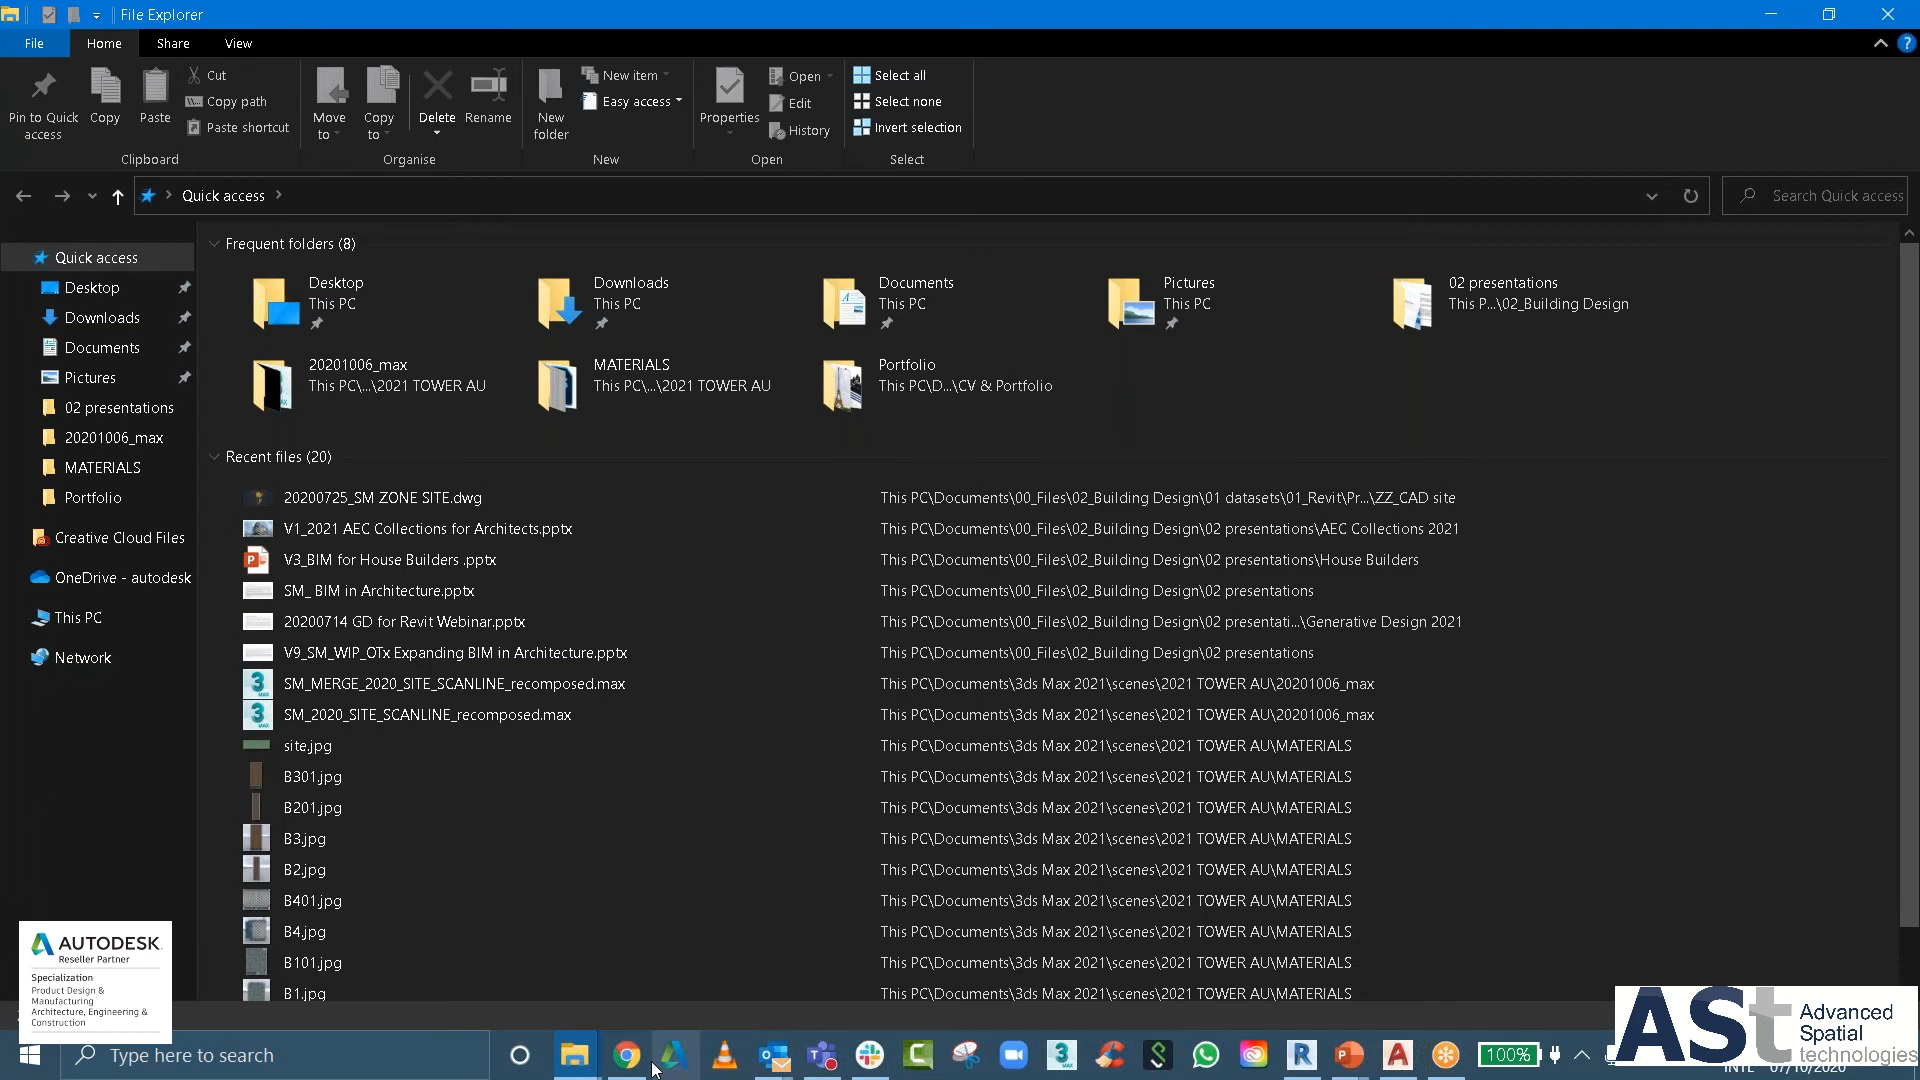 File Explorer
File Home Share View
Pin to Quick access
Copy
Paste
Cut
Copy path
Paste shortcut
Clipboard
Move to
Copy to
Delete
Rename
Organise
New folder
New item
Easy access
New
Properties
Open
Edit
History
Open
Select all
Select none
Invert selection
Select
Quick access
Search Quick access
Quick access
Desktop
Downloads
Documents
Pictures
02 presentations
20201006_max
MATERIALS
Portfolio
Creative Cloud Files
OneDrive - autodesk
This PC
Network
Frequent folders (8)
Desktop
This PC
Downloads
This PC
Documents
This PC
Pictures
This PC
02 presentations
This P...\02_Building Design
20201006_max
This PC\...\2021 TOWER AU
MATERIALS
This PC\...\2021 TOWER AU
Portfolio
This PC\D...\CV & Portfolio
Recent files (20)
20200725_SM ZONE SITE.dwg This PC\Documents\00_Files\02_Building Design\01 datasets\01_Revit\Pr...\ZZ_CAD site
V1_2021 AEC Collections for Architects.pptx This PC\Documents\00_Files\02_Building Design\02 presentations\AEC Collections 2021
V3_BIM for House Builders .pptx This PC\Documents\00_Files\02_Building Design\02 presentations\House Builders
SM_ BIM in Architecture.pptx This PC\Documents\00_Files\02_Building Design\02 presentations
20200714 GD for Revit Webinar.pptx This PC\Documents\00_Files\02_Building Design\02 presentati...\Generative Design 2021
V9_SM_WIP_OTx Expanding BIM in Architecture.pptx This PC\Documents\00_Files\02_Building Design\02 presentations
SM_MERGE_2020_SITE_SCANLINE_recomposed.max This PC\Documents\3ds Max 2021\scenes\2021 TOWER AU\20201006_max
SM_2020_SITE_SCANLINE_recomposed.max This PC\Documents\3ds Max 2021\scenes\2021 TOWER AU\20201006_max
site.jpg This PC\Documents\3ds Max 2021\scenes\2021 TOWER AU\MATERIALS
B301.jpg This PC\Documents\3ds Max 2021\scenes\2021 TOWER AU\MATERIALS
B201.jpg This PC\Documents\3ds Max 2021\scenes\2021 TOWER AU\MATERIALS
B3.jpg This PC\Documents\3ds Max 2021\scenes\2021 TOWER AU\MATERIALS
B2.jpg This PC\Documents\3ds Max 2021\scenes\2021 TOWER AU\MATERIALS
B401.jpg This PC\Documents\3ds Max 2021\scenes\2021 TOWER AU\MATERIALS
B4.jpg This PC\Documents\3ds Max 2021\scenes\2021 TOWER AU\MATERIALS
B101.jpg This PC\Documents\3ds Max 2021\scenes\2021 TOWER AU\MATERIALS
B1.jpg This PC\Documents\3ds Max 2021\scenes\2021 TOWER AU\MATERIALS
AUTODESK
Reseller Partner
Specialization
Product Design &
Manufacturing
Architecture, Engineering &
Construction
Type here to search
100%
INTL 07/10/2020
ASt
Advanced
Spatial
technologies